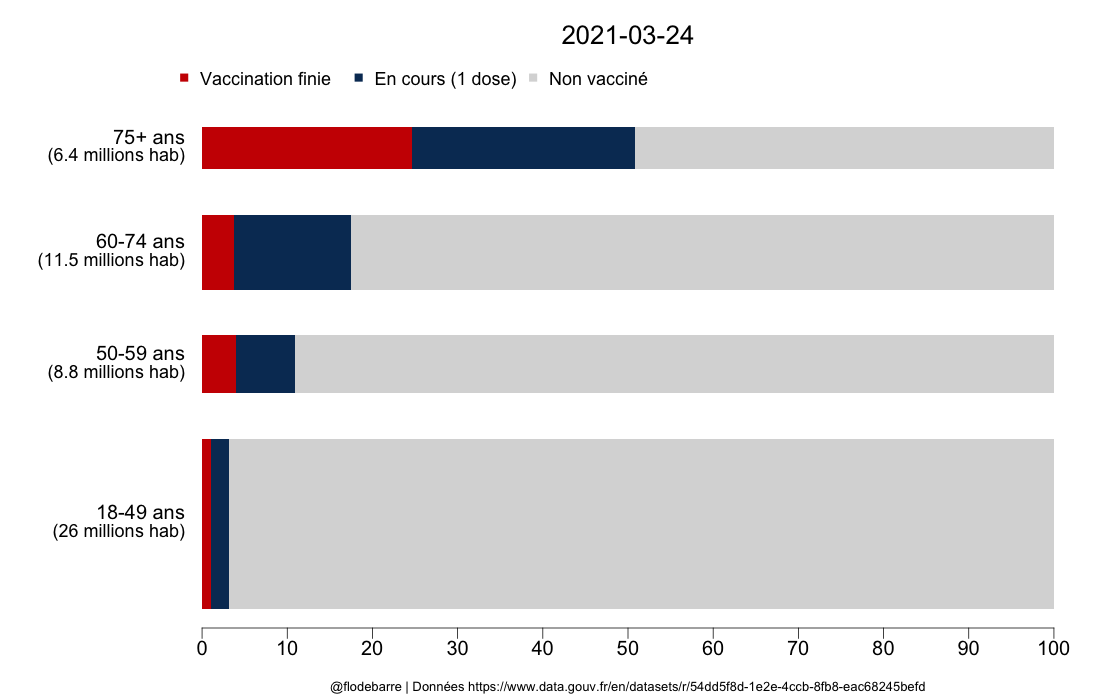 2021-03-24
Vaccination finie En cours (1 dose) Non vacciné
75+ ans
(6.4 millions hab)
60-74 ans
(11.5 millions hab)
50-59 ans
(8.8 millions hab)
18-49 ans
(26 millions hab)
0 10 20 30 40 50 60 70 80 90 100
@flodebarre | Données https://www.data.gouv.fr/en/datasets/r/54dd5f8d-1e2e-4ccb-8fb8-eac68245befd